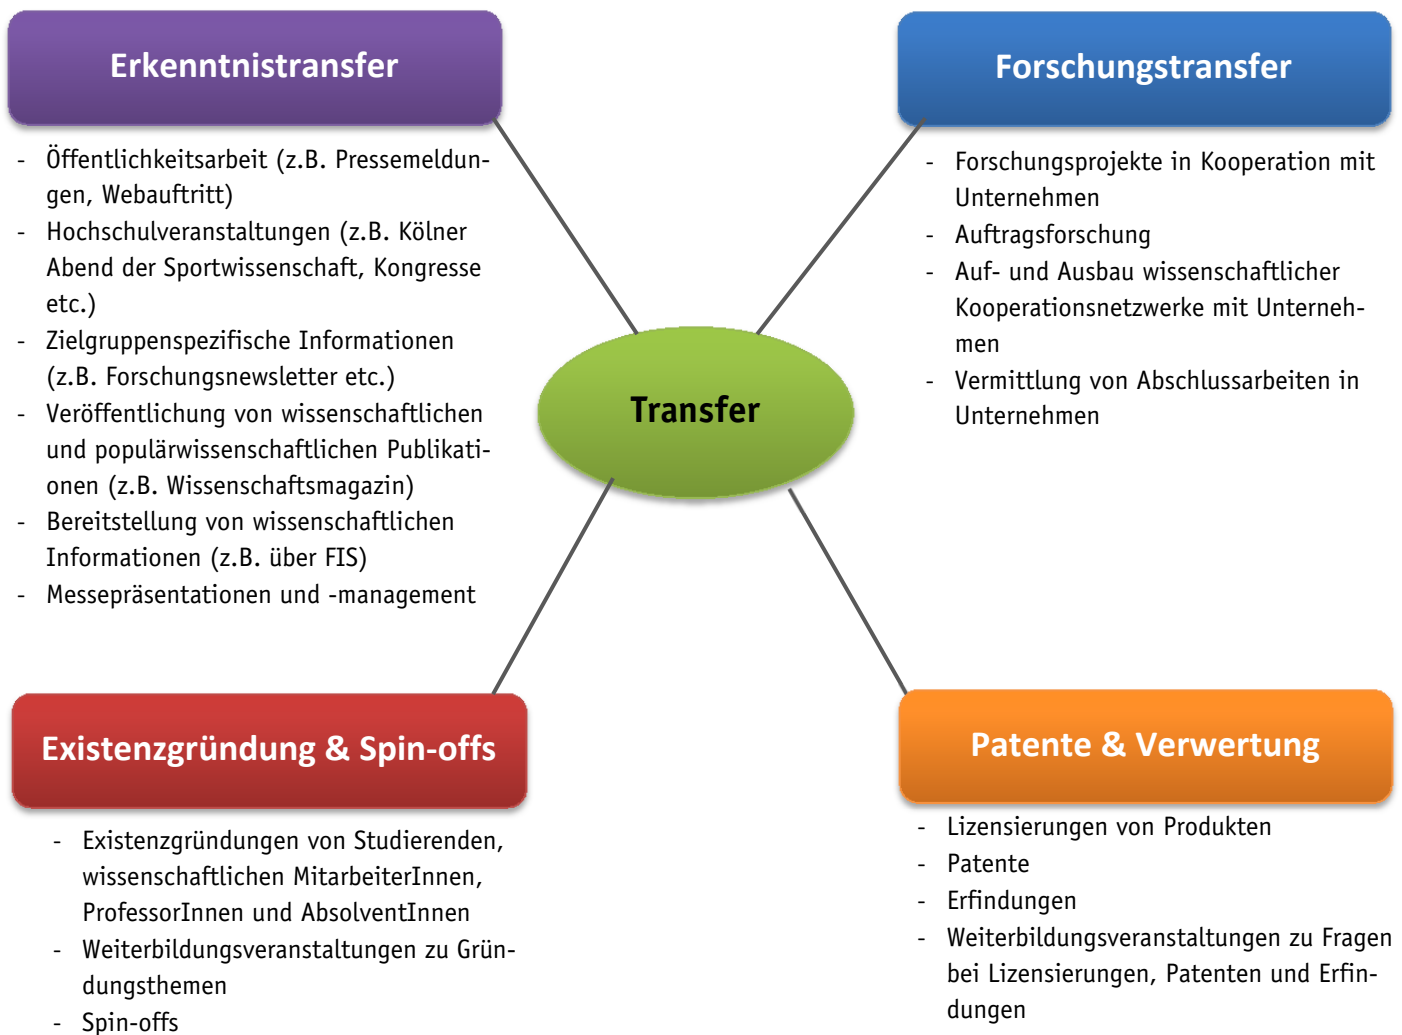 Erkenntnistransfer
- Öffentlichkeitsarbeit (z.B. Pressemeldun-
gen, Webauftritt)
- Hochschulveranstaltungen (z.B. Kölner
Abend der Sportwissenschaft, Kongresse
etc.)
- Zielgruppenspezifische Informationen
(z.B. Forschungsnewsletter etc.)
- Veröffentlichung von wissenschaftlichen
und populärwissenschaftlichen Publikati-
onen (z.B. Wissenschaftsmagazin)
- Bereitstellung von wissenschaftlichen
Informationen (z.B. über FIS)
- Messepräsentationen und -management
Forschungstransfer
- Forschungsprojekte in Kooperation mit
Unternehmen
- Auftragsforschung
- Auf- und Ausbau wissenschaftlicher
Kooperationsnetzwerke mit Unterneh-
men
- Vermittlung von Abschlussarbeiten in
Unternehmen
Transfer
Existenzgründung & Spin-offs
- Existenzgründungen von Studierenden,
wissenschaftlichen MitarbeiterInnen,
ProfessorInnen und AbsolventInnen
- Weiterbildungsveranstaltungen zu Grün-
dungsthemen
- Spin-offs
Patente & Verwertung
- Lizensierungen von Produkten
- Patente
- Erfindungen
- Weiterbildungsveranstaltungen zu Fragen
bei Lizensierungen, Patenten und Erfin-
dungen